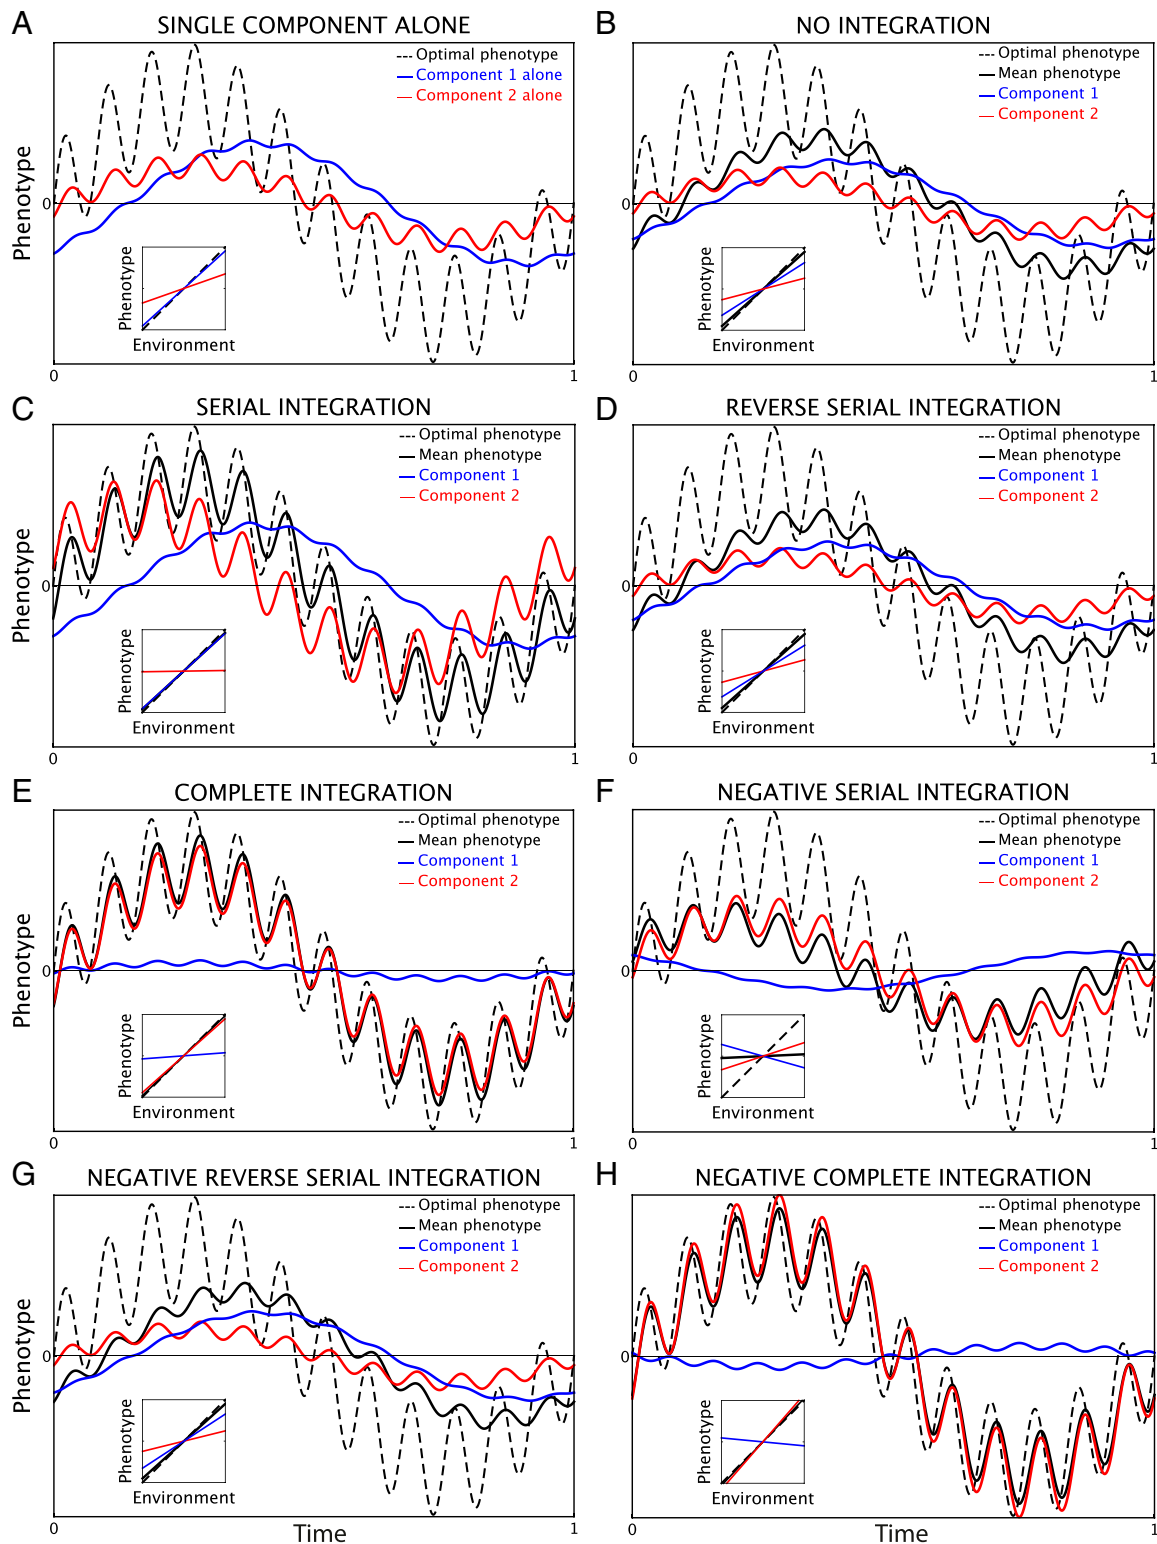 A SINGLE COMPONENT ALONE
Optimal phenotype
Component 1 alone
Component 2 alone
Phenotype
0
Phenotype
Environment
0 1
B NO INTEGRATION
Optimal phenotype
Mean phenotype
Component 1
Component 2
0
Phenotype
Environment
0 1
C SERIAL INTEGRATION
Optimal phenotype
Mean phenotype
Component 1
Component 2
Phenotype
0
Phenotype
Environment
0 1
D REVERSE SERIAL INTEGRATION
Optimal phenotype
Mean phenotype
Component 1
Component 2
0
Phenotype
Environment
0 1
E COMPLETE INTEGRATION
Optimal phenotype
Mean phenotype
Component 1
Component 2
Phenotype
0
Phenotype
Environment
0 1
F NEGATIVE SERIAL INTEGRATION
Optimal phenotype
Mean phenotype
Component 1
Component 2
0
Phenotype
Environment
0 1
G NEGATIVE REVERSE SERIAL INTEGRATION
Optimal phenotype
Mean phenotype
Component 1
Component 2
Phenotype
0
Phenotype
Environment
0 Time 1
H NEGATIVE COMPLETE INTEGRATION
Optimal phenotype
Mean phenotype
Component 1
Component 2
0
Phenotype
Environment
0 Time 1